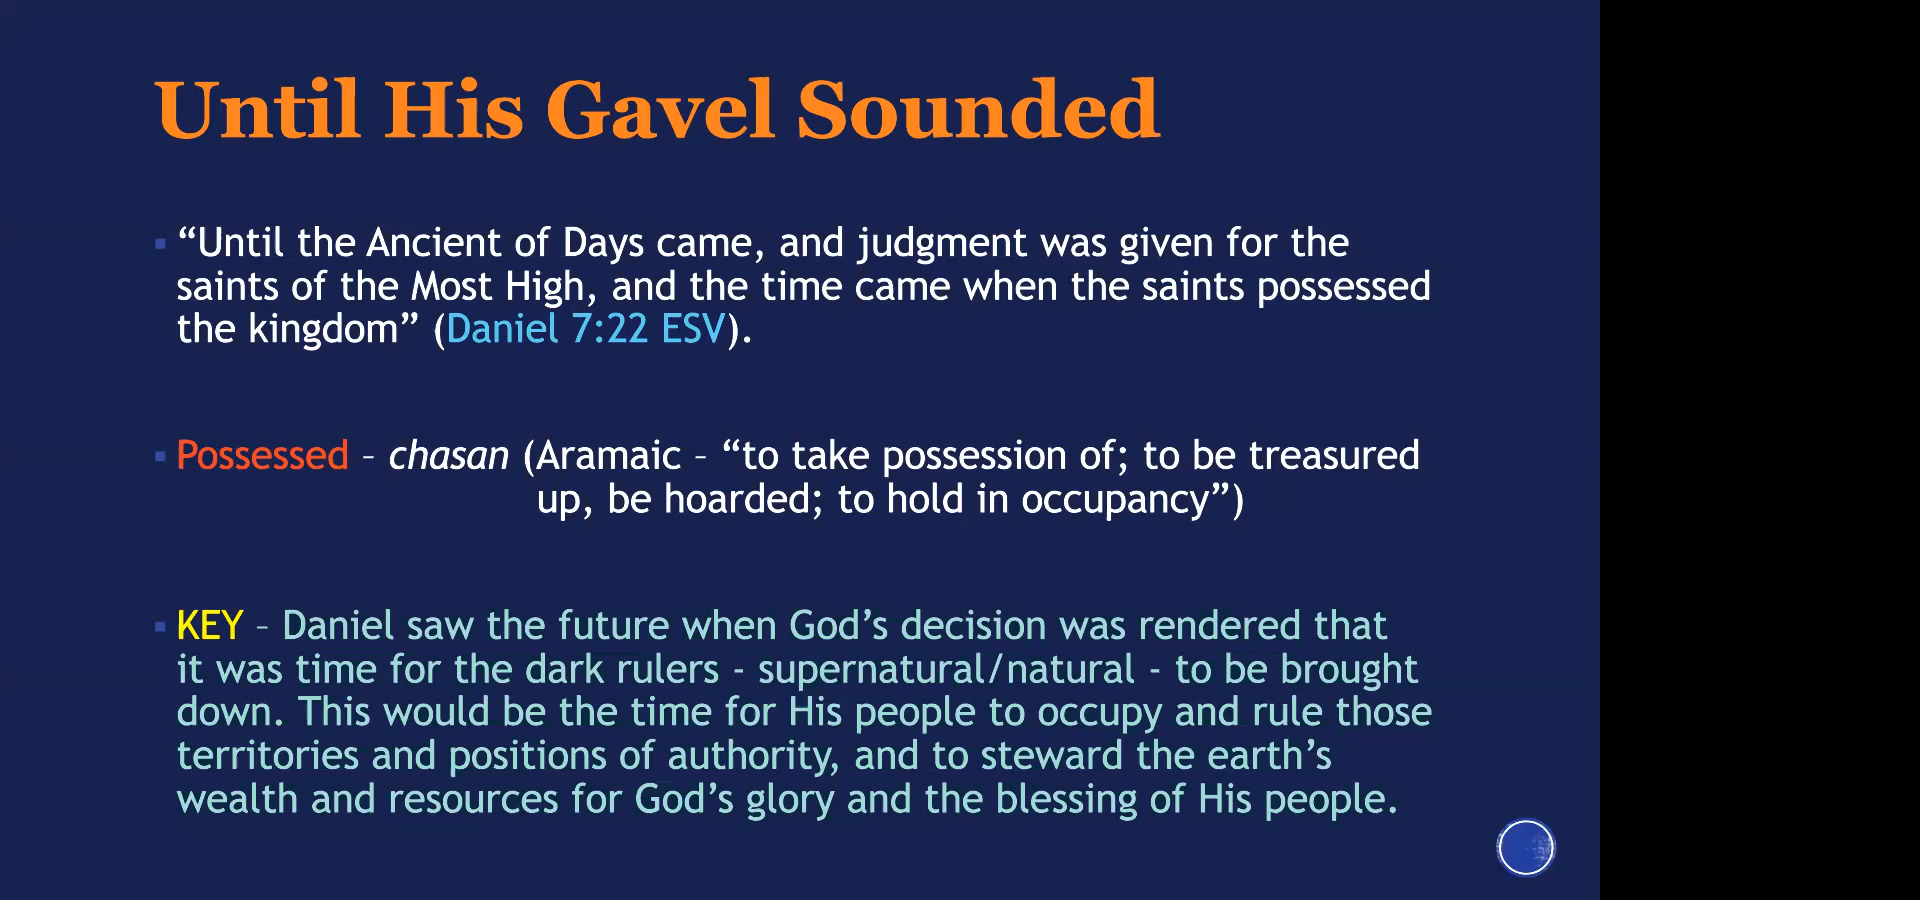 Until His Gavel Sounded
▪ “Until the Ancient of Days came, and judgment was given for the
saints of the Most High, and the time came when the saints possessed
the kingdom” (Daniel 7:22 ESV).
▪ Possessed – chasan (Aramaic – “to take possession of; to be treasured
up, be hoarded; to hold in occupancy”)
▪ KEY – Daniel saw the future when God’s decision was rendered that
it was time for the dark rulers - supernatural/natural - to be brought
down. This would be the time for His people to occupy and rule those
territories and positions of authority, and to steward the earth’s
wealth and resources for God’s glory and the blessing of His people.